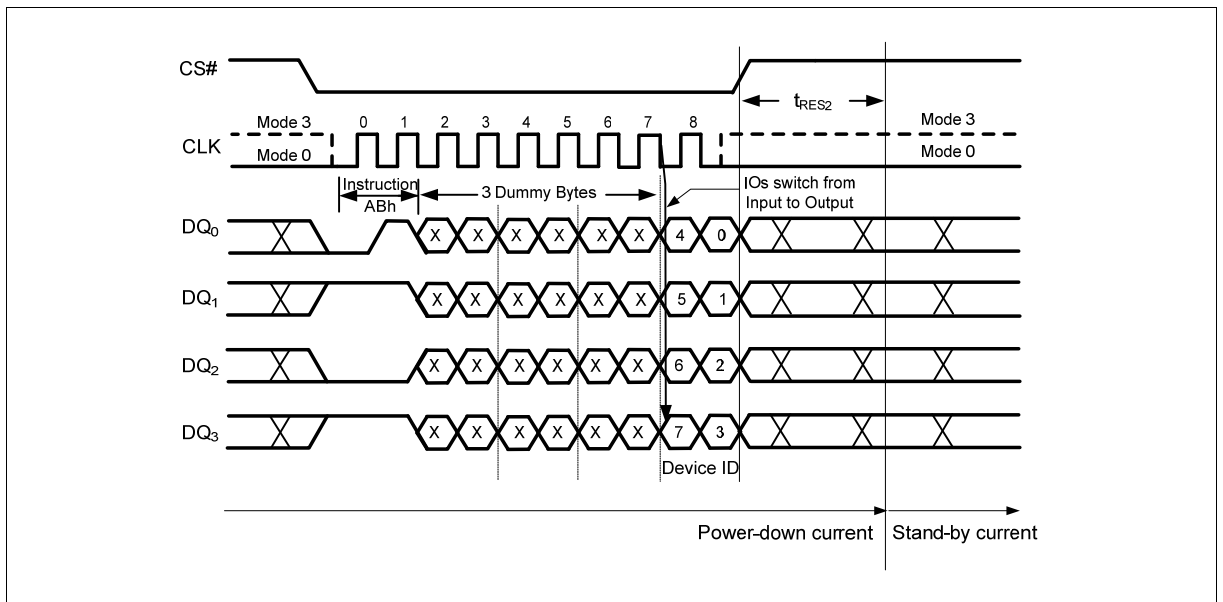 CS#
tRES2
CLK
Mode 3
Mode 0
0 1 2 3 4 5 6 7 8
Mode 3
Mode 0
Instruction
ABh
3 Dummy Bytes
IOs switch from
Input to Output
DQ0
X X X X X X 4 0
DQ1
X X X X X X 5 1
DQ2
X X X X X X 6 2
DQ3
X X X X X X 7 3
Device ID
Power-down current
Stand-by current